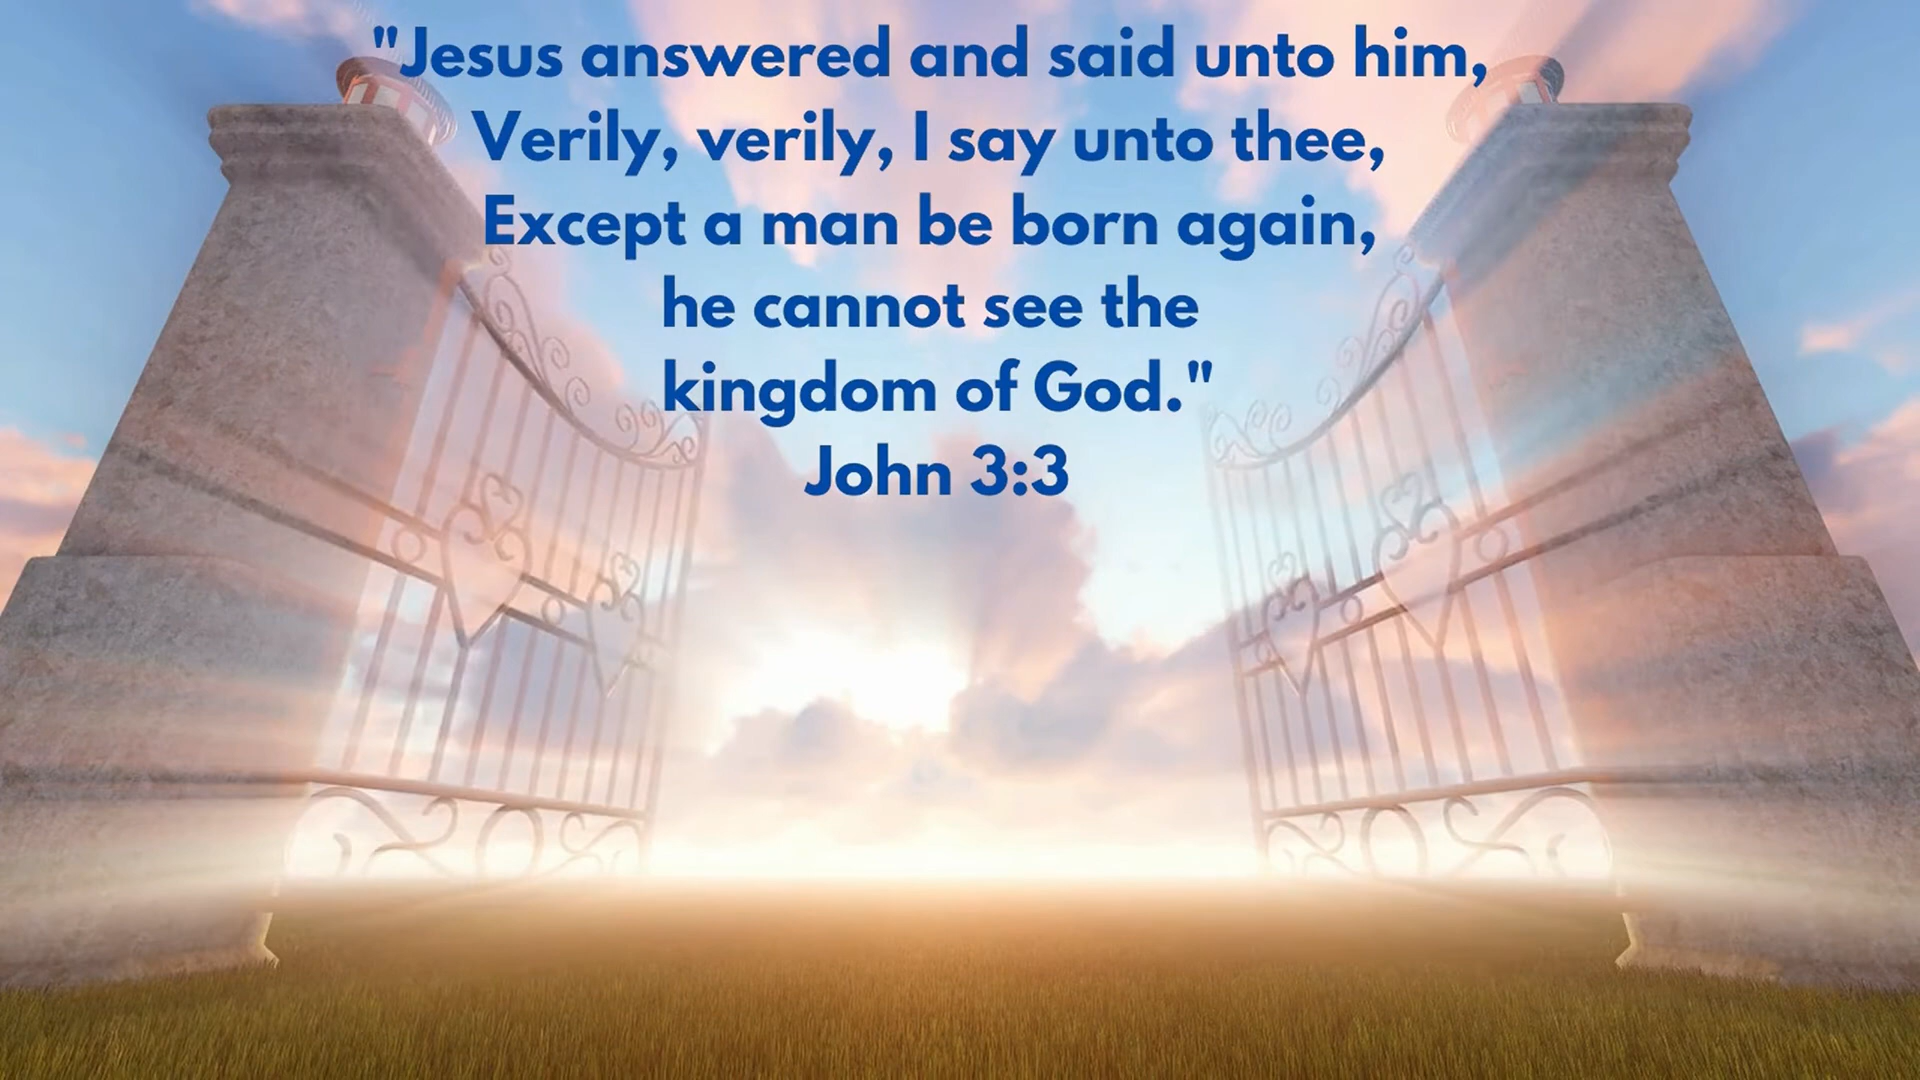 "Jesus answered and said unto him,
Verily, verily, I say unto thee,
Except a man be born again,
he cannot see the
kingdom of God."
John 3:3